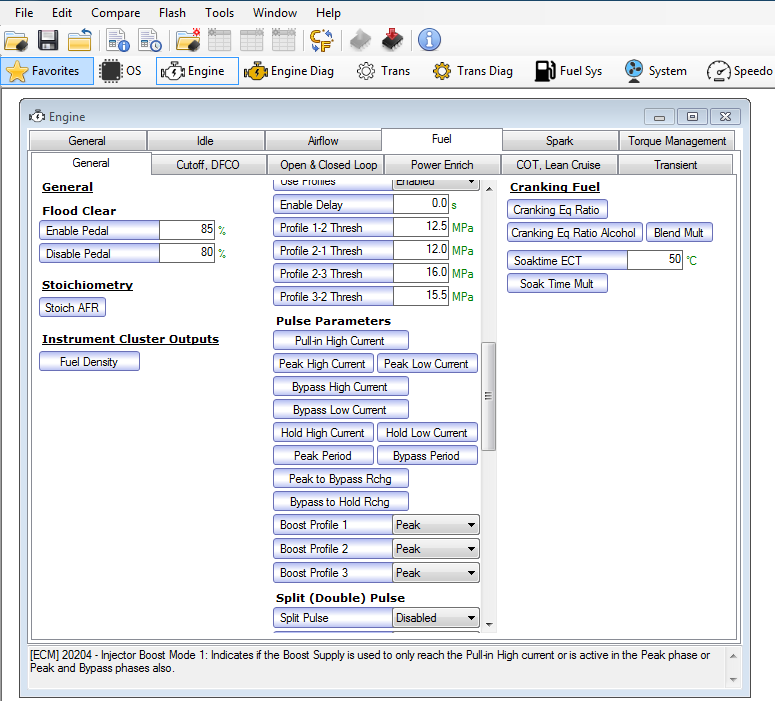 File Edit Compare Flash Tools Window Help
Favorites OS Engine Engine Diag Trans Trans Diag Fuel Sys System Speedo
Engine
General Idle Airflow Fuel Spark Torque Management
General Cutoff, DFCO Open & Closed Loop Power Enrich COT, Lean Cruise Transient
General
Flood Clear
Enable Pedal 85 %
Disable Pedal 80 %
Stoichiometry
Stoich AFR
Instrument Cluster Outputs
Fuel Density
Use Profiles Enabled
Enable Delay 0.0 s
Profile 1-2 Thresh 12.5 MPa
Profile 2-1 Thresh 12.0 MPa
Profile 2-3 Thresh 16.0 MPa
Profile 3-2 Thresh 15.5 MPa
Pulse Parameters
Pull-in High Current
Peak High Current Peak Low Current
Bypass High Current
Bypass Low Current
Hold High Current Hold Low Current
Peak Period Bypass Period
Peak to Bypass Rchg
Bypass to Hold Rchg
Boost Profile 1 Peak
Boost Profile 2 Peak
Boost Profile 3 Peak
Split (Double) Pulse
Split Pulse Disabled
Cranking Fuel
Cranking Eq Ratio
Cranking Eq Ratio Alcohol Blend Mult
Soaktime ECT 50 °C
Soak Time Mult
[ECM] 20204 - Injector Boost Mode 1: Indicates if the Boost Supply is used to only reach the Pull-in High current or is active in the Peak phase or
Peak and Bypass phases also.